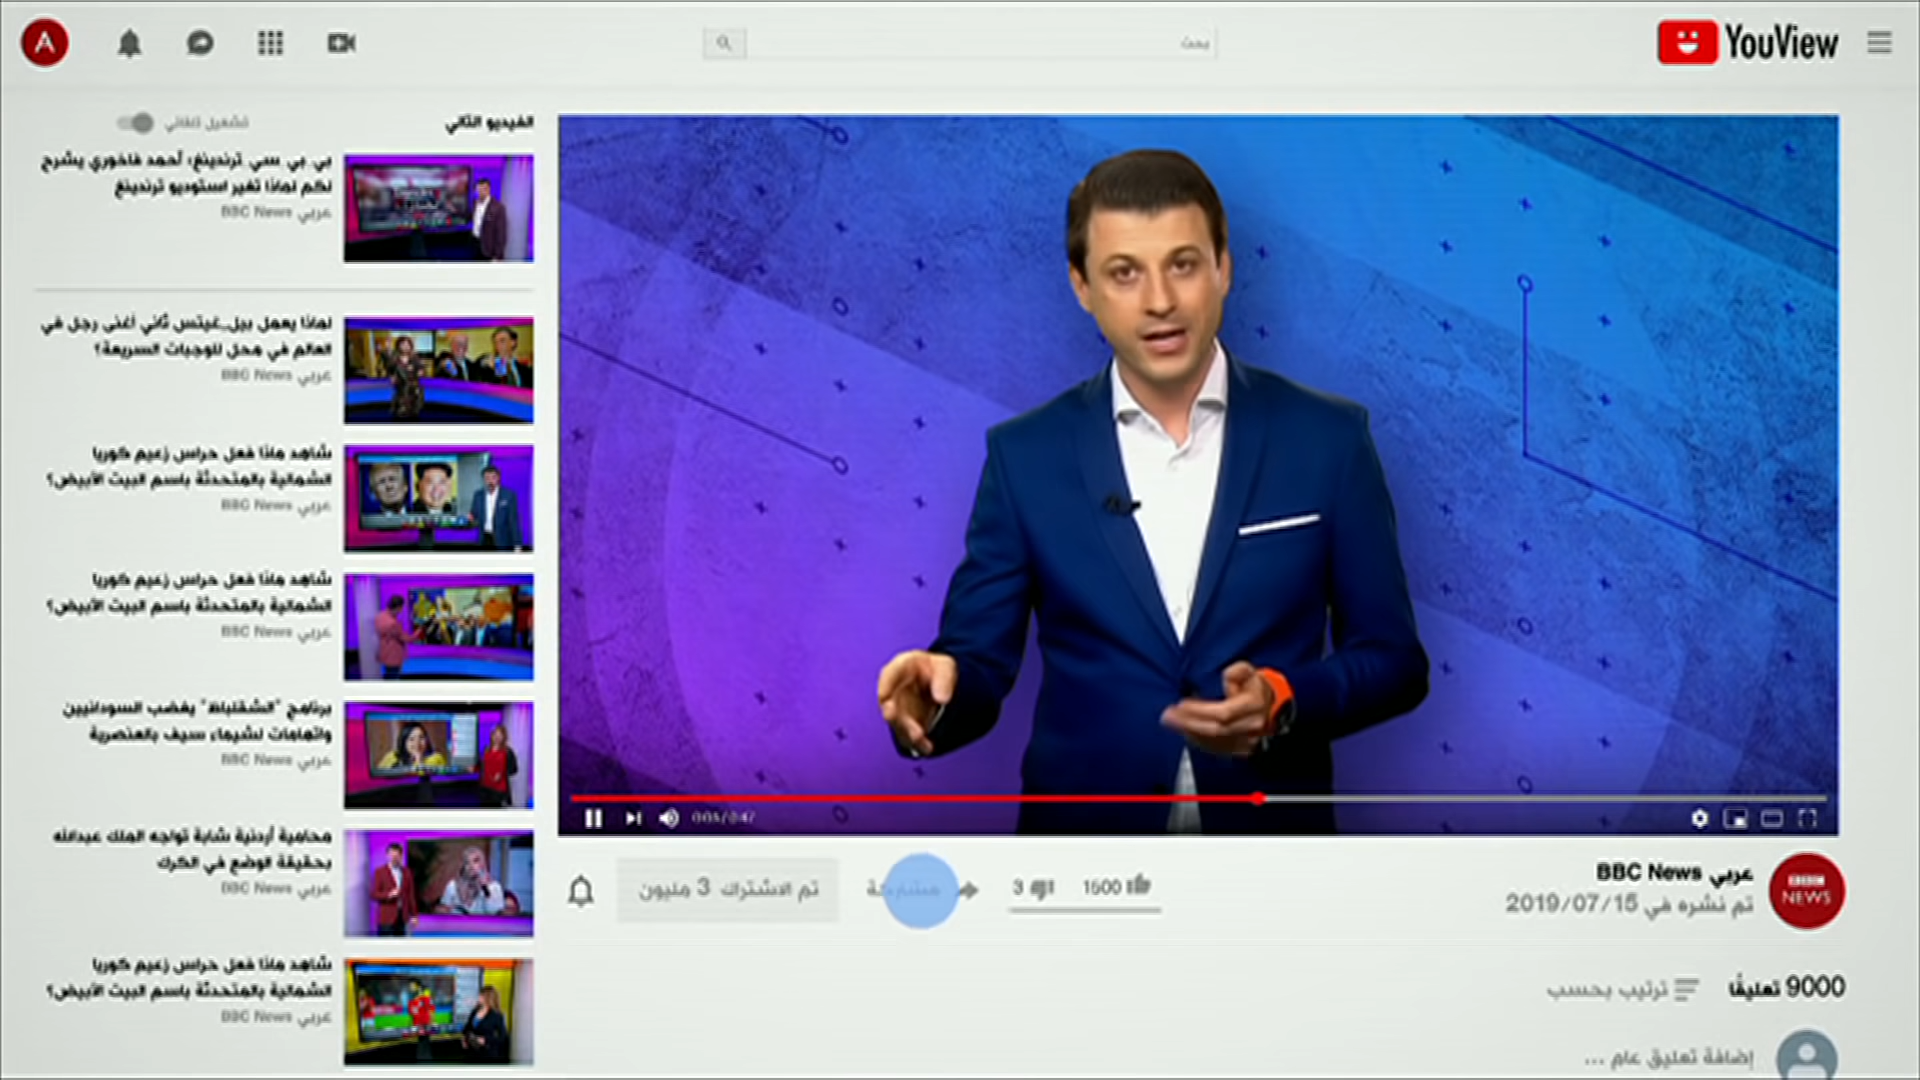 YouView
بحث
الفيديو التالي
تشغيل تلقائي
بي بي سي ترندينغ: أحمد فاخوري يشرح
لكم لماذا تغير استوديو ترندينغ
عربي BBC News
لماذا يعمل بيل_غيتس ثاني أغنى رجل في
العالم في محل للوجبات السريعة؟
عربي BBC News
شاهد ماذا فعل حراس زعيم كوريا
الشمالية بالمتحدثة باسم البيت الأبيض؟
عربي BBC News
شاهد ماذا فعل حراس زعيم كوريا
الشمالية بالمتحدثة باسم البيت الأبيض؟
عربي BBC News
برنامج "الشقلباظ" يغضب السودانيين
واتهامات لشيماء سيف بالعنصرية
عربي BBC News
محامية أردنية شابة تواجه الملك عبدالله
بحقيقة الوضع في الكرك
عربي BBC News
شاهد ماذا فعل حراس زعيم كوريا
الشمالية بالمتحدثة باسم البيت الأبيض؟
عربي BBC News
عربي BBC News
تم نشره في 2019/07/15
BBC
NEWS
1500
3
مشاركة
تم الاشتراك 3 مليون
9000 تعليقًا
ترتيب بحسب
إضافة تعليق عام ...